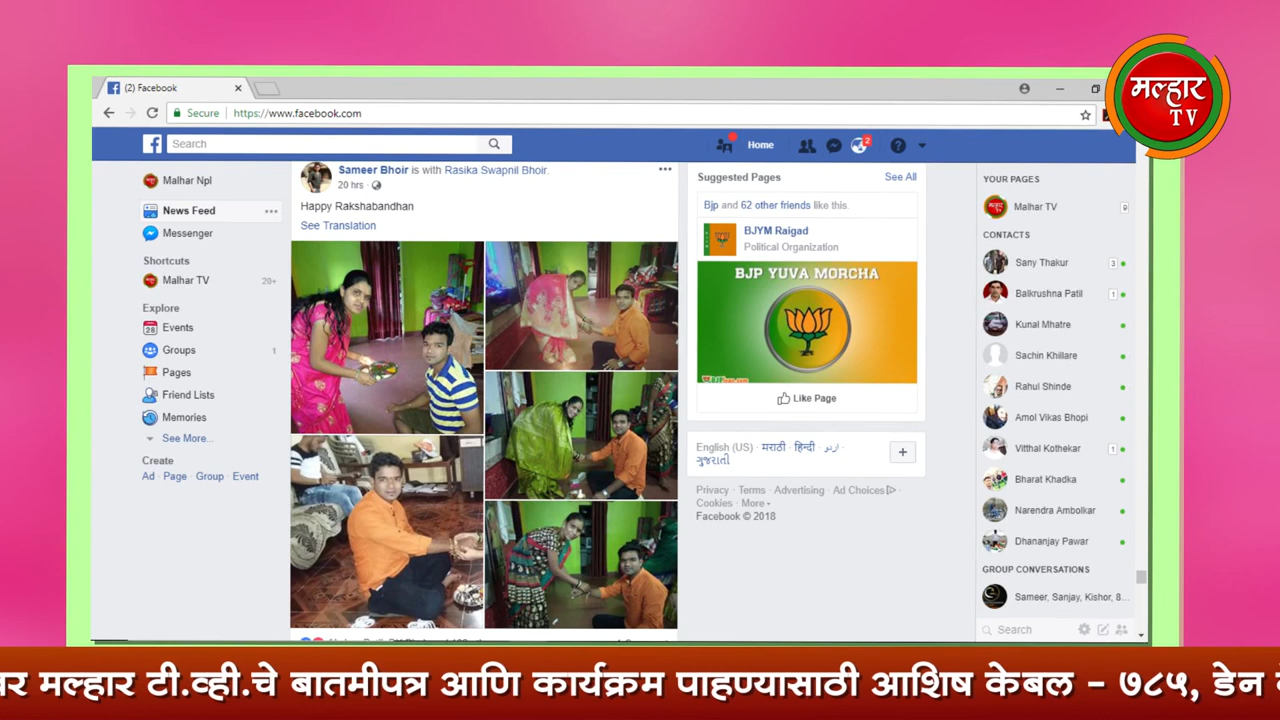 (2) Facebook
Secure
https://www.facebook.com
Search
Home
2
मल्हार
TV
Malhar Npl
News Feed
Messenger
Shortcuts
Malhar TV 20+
Explore
Events
Groups 1
Pages
Friend Lists
Memories
See More...
Create
Ad · Page · Group · Event
Sameer Bhoir is with Rasika Swapnil Bhoir.
20 hrs ·
Happy Rakshabandhan
See Translation
Suggested Pages See All
Bjp and 62 other friends like this.
BJYM Raigad
Political Organization
BJP YUVA MORCHA
Like Page
English (US) · मराठी · हिन्दी · اردو ·
ગુજરાતી
Privacy · Terms · Advertising · Ad Choices ·
Cookies · More
Facebook © 2018
YOUR PAGES
Malhar TV 9
CONTACTS
Sany Thakur 3
Balkrushna Patil 1
Kunal Mhatre
Sachin Khillare
Rahul Shinde
Amol Vikas Bhopi
Vitthal Kothekar 1
Bharat Khadka
Narendra Ambolkar
Dhananjay Pawar
GROUP CONVERSATIONS
Sameer, Sanjay, Kishor, 8...
Search
वर मल्हार टी.व्ही.चे बातमीपत्र आणि कार्यक्रम पाहण्यासाठी आशिष केबल – ७८५, डेन